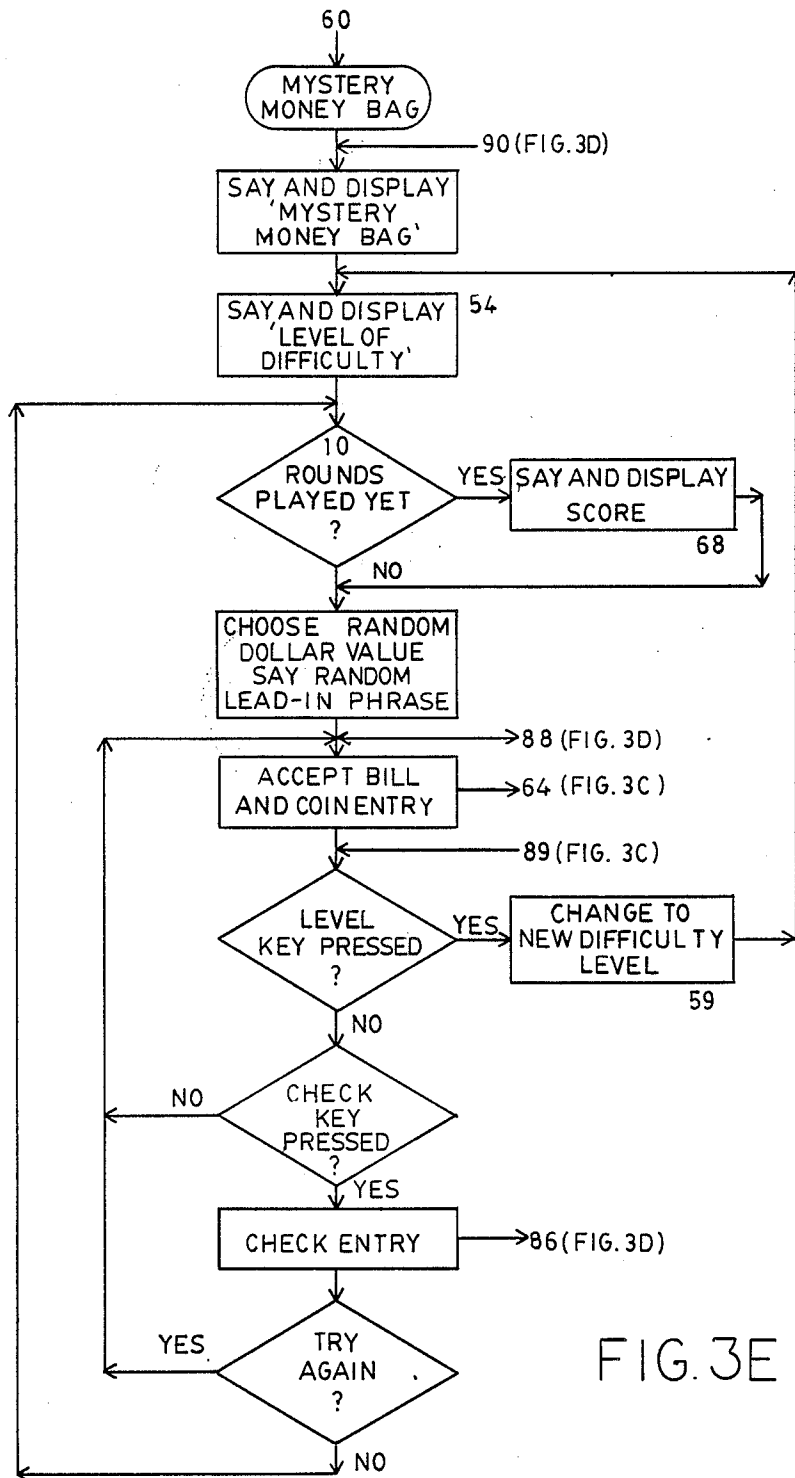 60
MYSTERY
MONEY BAG
90 (FIG.3D)
SAY AND DISPLAY
'MYSTERY
MONEY BAG'
SAY AND DISPLAY
'LEVEL OF
DIFFICULTY'
54
10
ROUNDS
PLAYED YET
?
YES
SAY AND DISPLAY
SCORE
68
NO
CHOOSE RANDOM
DOLLAR VALUE
SAY RANDOM
LEAD-IN PHRASE
88 (FIG. 3D)
ACCEPT BILL
AND COIN ENTRY
64 (FIG. 3C)
89 (FIG. 3C)
LEVEL
KEY PRESSED
?
YES
CHANGE TO
NEW DIFFICULTY
LEVEL
59
NO
CHECK
KEY
PRESSED
?
NO
YES
CHECK ENTRY
86 (FIG. 3D)
TRY
AGAIN
?
YES
NO
FIG. 3E